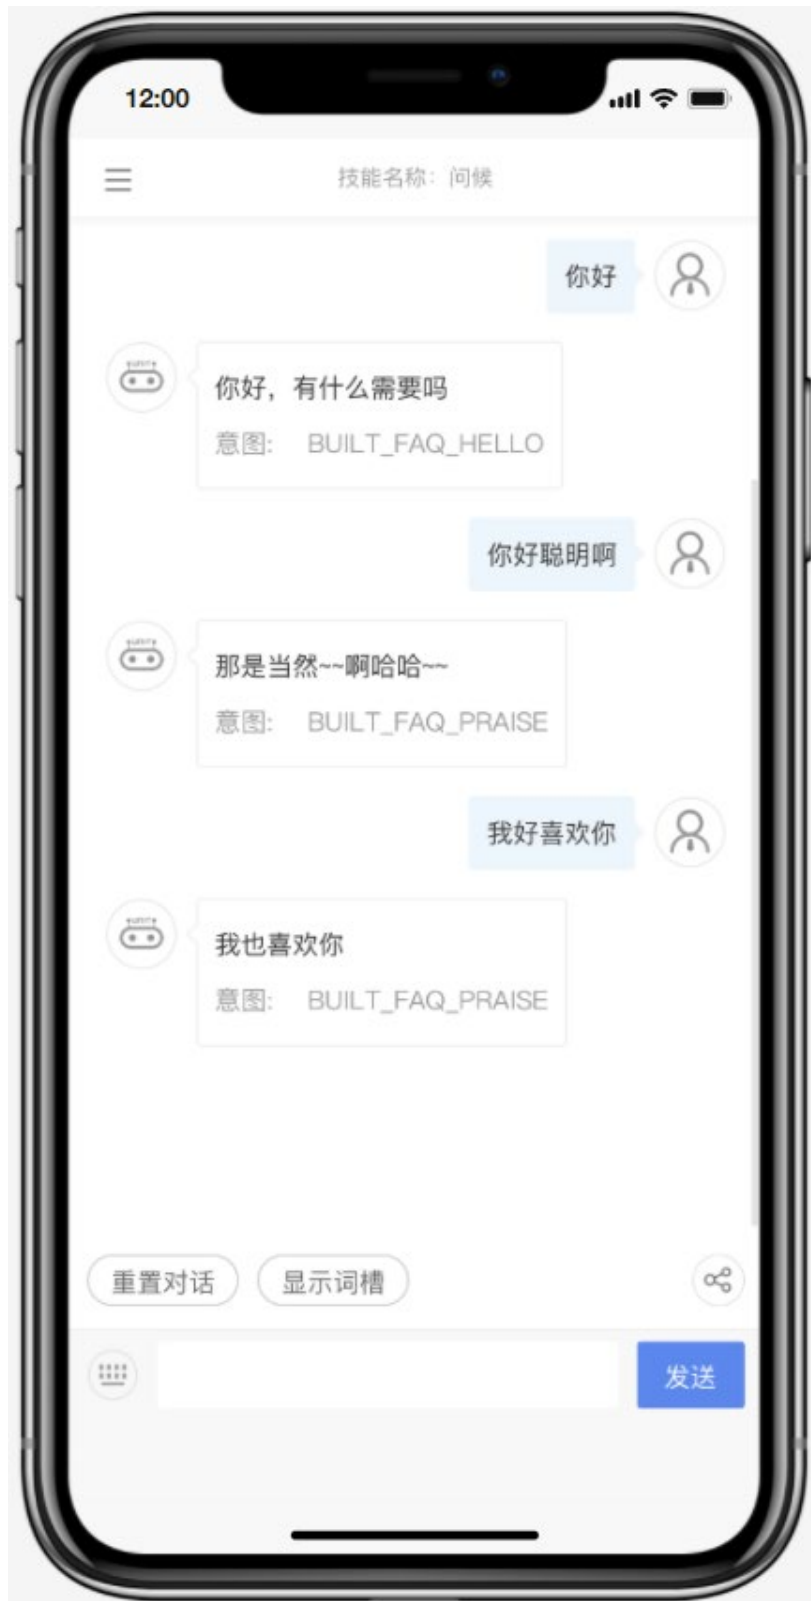 12:00
技能名称：问候
你好
你好，有什么需要吗
意图: BUILT_FAQ_HELLO
你好聪明啊
那是当然~~啊哈哈~~
意图: BUILT_FAQ_PRAISE
我好喜欢你
我也喜欢你
意图: BUILT_FAQ_PRAISE
重置对话 显示词槽
发送